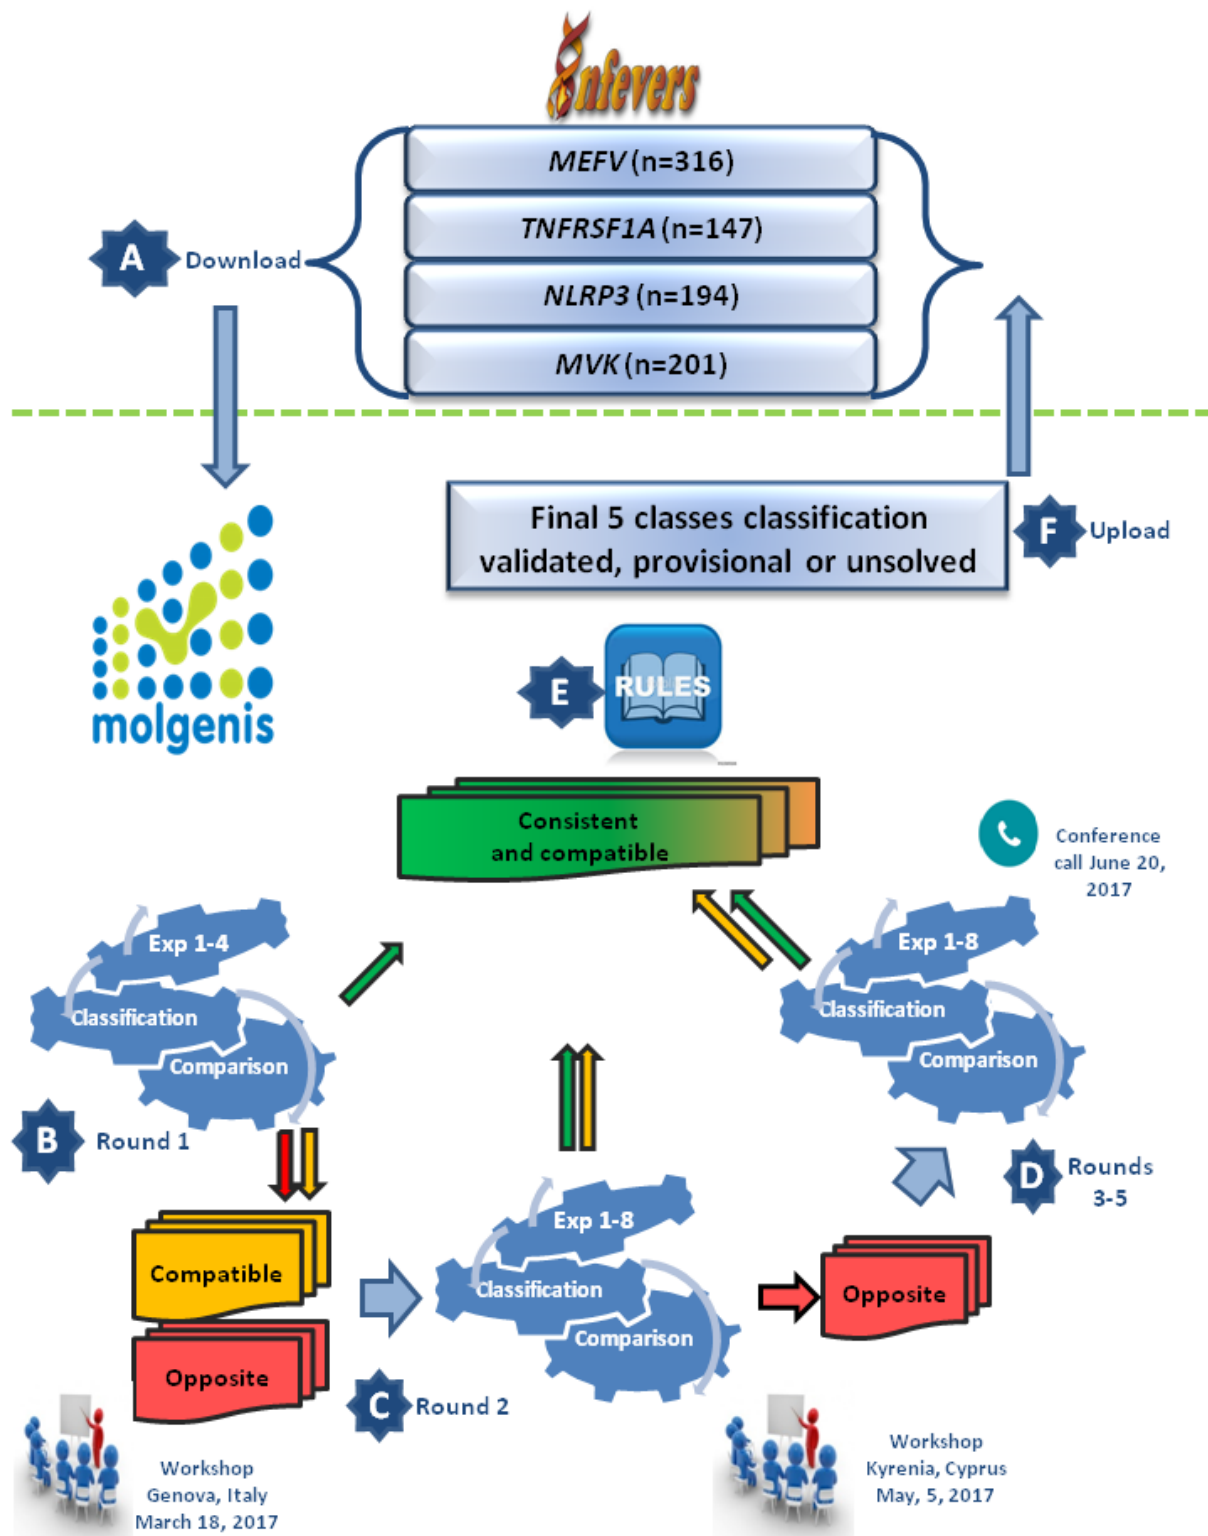 nfevers
MEFV (n=316)
TNFRSF1A (n=147)
NLRP3 (n=194)
MVK (n=201)
A
Download
Final 5 classes classification
validated, provisional or unsolved
F
Upload
molgenis
E
RULES
Consistent
and compatible
Conference
call June 20,
2017
Exp 1-4
Classification
Comparison
B
Round 1
Exp 1-8
Classification
Comparison
D
Rounds
3-5
Compatible
Opposite
Exp 1-8
Classification
Comparison
C
Round 2
Opposite
Workshop
Genova, Italy
March 18, 2017
Workshop
Kyrenia, Cyprus
May, 5, 2017